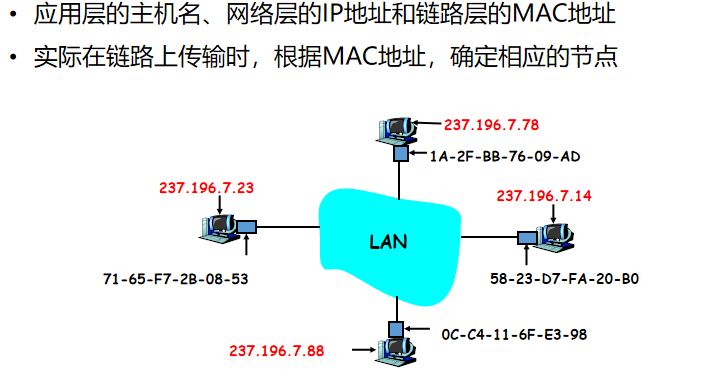 • 应用层的主机名、网络层的IP地址和链路层的MAC地址
• 实际在链路上传输时，根据MAC地址，确定相应的节点
237.196.7.78
1A-2F-BB-76-09-AD
237.196.7.23
237.196.7.14
LAN
71-65-F7-2B-08-53
58-23-D7-FA-20-B0
0C-C4-11-6F-E3-98
237.196.7.88